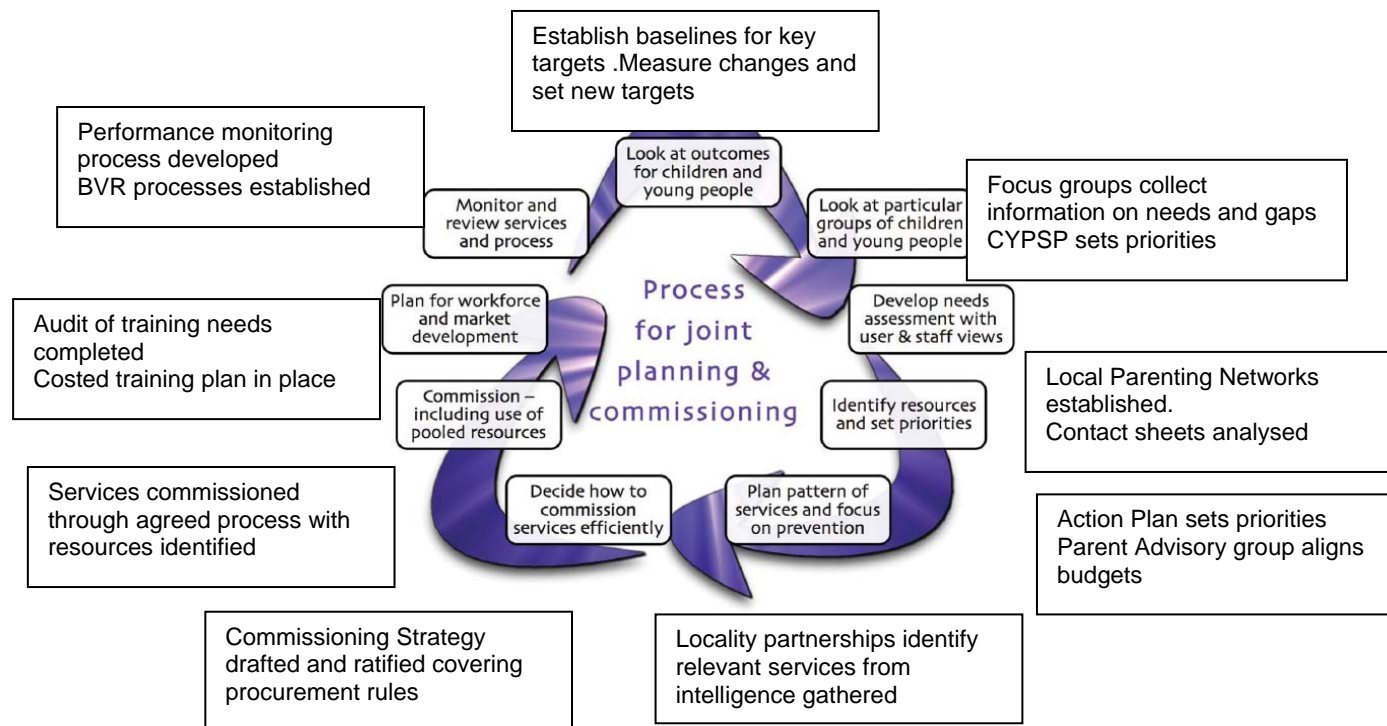 Establish baselines for key
targets .Measure changes and
set new targets
Performance monitoring
process developed
BVR processes established
Look at outcomes
for children and
young people
Monitor and
review services
and process
Look at particular
groups of children
and young people
Focus groups collect
information on needs and gaps
CYPSP sets priorities
Process
for joint
planning &
commissioning
Plan for workforce
and market
development
Develop needs
assessment with
user & staff views
Audit of training needs
completed
Costed training plan in place
Commission –
including use of
pooled resources
Identify resources
and set priorities
Local Parenting Networks
established.
Contact sheets analysed
Services commissioned
through agreed process with
resources identified
Decide how to
commission
services efficiently
Plan pattern of
services and focus
on prevention
Action Plan sets priorities
Parent Advisory group aligns
budgets
Commissioning Strategy
drafted and ratified covering
procurement rules
Locality partnerships identify
relevant services from
intelligence gathered